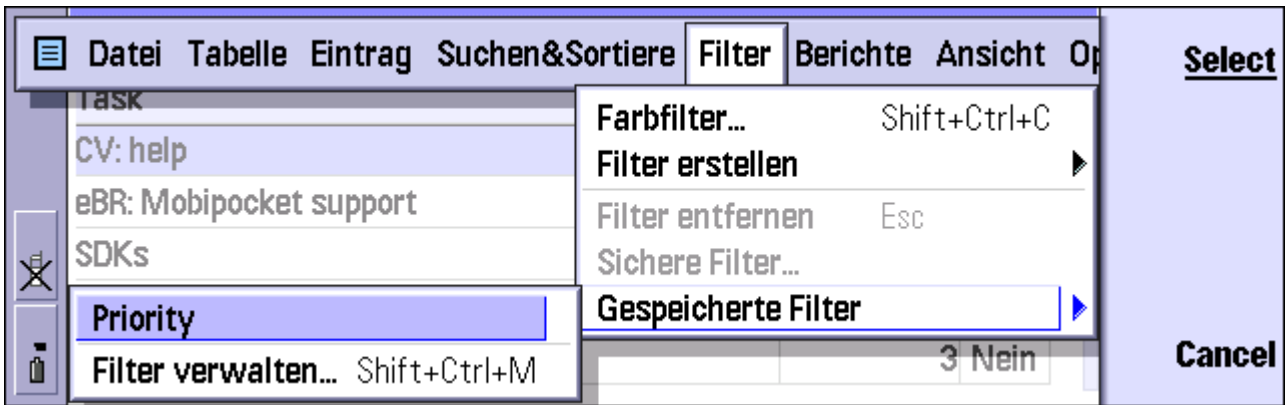 Datei Tabelle Eintrag Suchen&Sortiere Filter Berichte Ansicht Op
Select
Task
Farbfilter... Shift+Ctrl+C
CV: help
Filter erstellen
eBR: Mobipocket support
Filter entfernen Esc
SDKs
Sichere Filter...
Gespeicherte Filter
Priority
3 Nein
Cancel
Filter verwalten... Shift+Ctrl+M